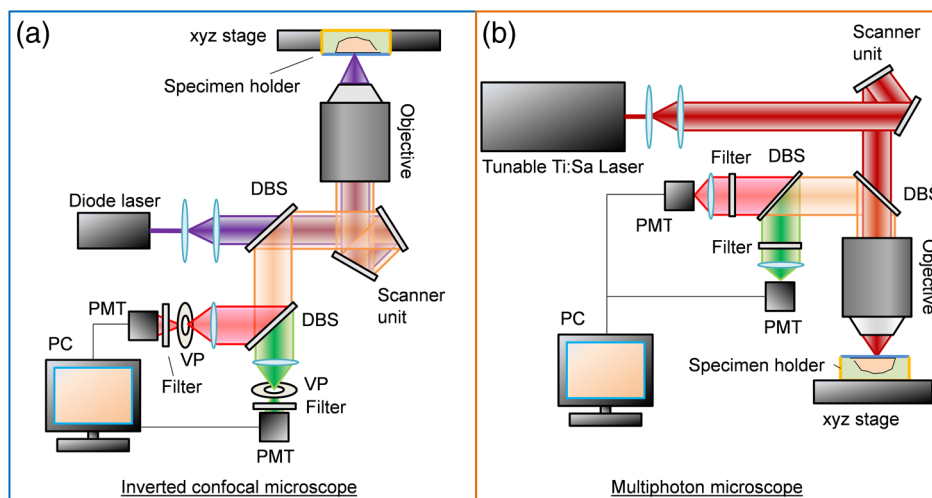 (a)
xyz stage
Specimen holder
Objective
DBS
Diode laser
Scanner
unit
PMT
DBS
PC
VP
Filter
VP
Filter
PMT
Inverted confocal microscope
(b)
Scanner
unit
Tunable Ti:Sa Laser
Filter
DBS
DBS
PMT
Filter
Objective
PMT
PC
Specimen holder
xyz stage
Multiphoton microscope